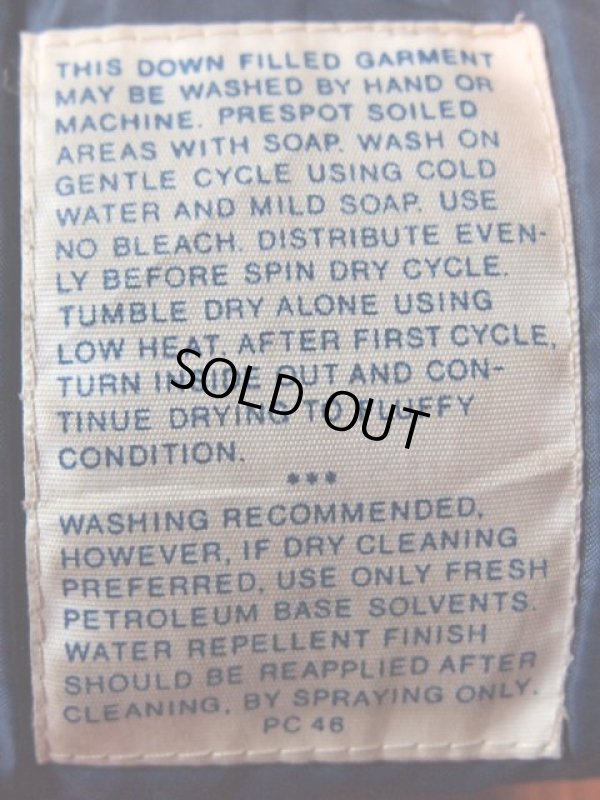 THIS DOWN FILLED GARMENT
MAY BE WASHED BY HAND OR
MACHINE. PRESPOT SOILED
AREAS WITH SOAP. WASH ON
GENTLE CYCLE USING COLD
WATER AND MILD SOAP. USE
NO BLEACH. DISTRIBUTE EVEN-
LY BEFORE SPIN DRY CYCLE.
TUMBLE DRY ALONE USING
LOW HEAT. AFTER FIRST CYCLE,
TURN INSIDE OUT AND CON-
TINUE DRYING TO FLUFFY
CONDITION.
SOLD OUT
***
WASHING RECOMMENDED,
HOWEVER, IF DRY CLEANING
PREFERRED, USE ONLY FRESH
PETROLEUM BASE SOLVENTS.
WATER REPELLENT FINISH
SHOULD BE REAPPLIED AFTER
CLEANING, BY SPRAYING ONLY.
PC 46